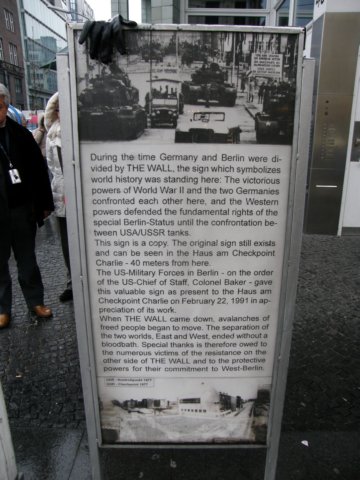 During the time Germany and Berlin were di-
vided by THE WALL, the sign which symbolizes
world history was standing here: The victorious
powers of World War II and the two Germanies
confronted each other here, and the Western
powers defended the fundamental rights of the
special Berlin-Status until the confrontation be-
tween USA/USSR tanks.
This sign is a copy. The original sign still exists
and can be seen in the Haus am Checkpoint
Charlie - 40 meters from here.
The US-Military Forces in Berlin - on the order
of the US-Chief of Staff, Colonel Baker - gave
this valuable sign as present to the Haus am
Checkpoint Charlie on February 22, 1991 in ap-
preciation of its work.
When THE WALL came down, avalanches of
freed people began to move. The separation of
the two worlds, East and West, ended without a
bloodbath. Special thanks is therefore owed to
the numerous victims of the resistance on the
other side of THE WALL and to the protective
powers for their commitment to West-Berlin.